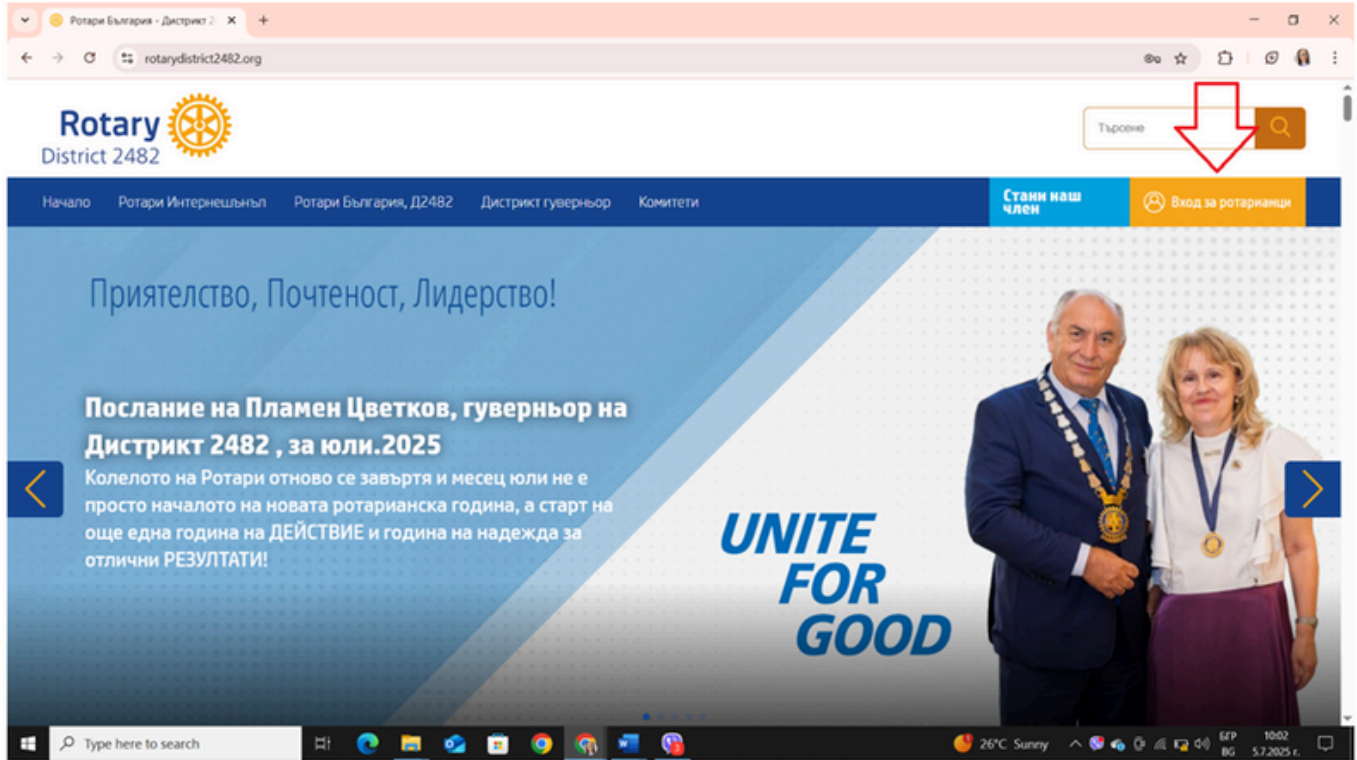 Ротари България - Дистрикт 2
rotarydistrict2482.org
Rotary
District 2482
Търсене
Начало Ротари Интернешънъл Ротари България, Д2482 Дистрикт гуверньор Комитети
Стани наш
член
Вход за ротарианци
Приятелство, Почтеност, Лидерство!
Послание на Пламен Цветков, гуверньор на
Дистрикт 2482 , за юли.2025
Колелото на Ротари отново се завъртя и месец юли не е
просто началото на новата ротарианска година, а старт на
още една година на ДЕЙСТВИЕ и година на надежда за
отлични РЕЗУЛТАТИ!
UNITE
FOR
GOOD
Type here to search
26°C Sunny
БГР
BG
10:02
5.7.2025 г.